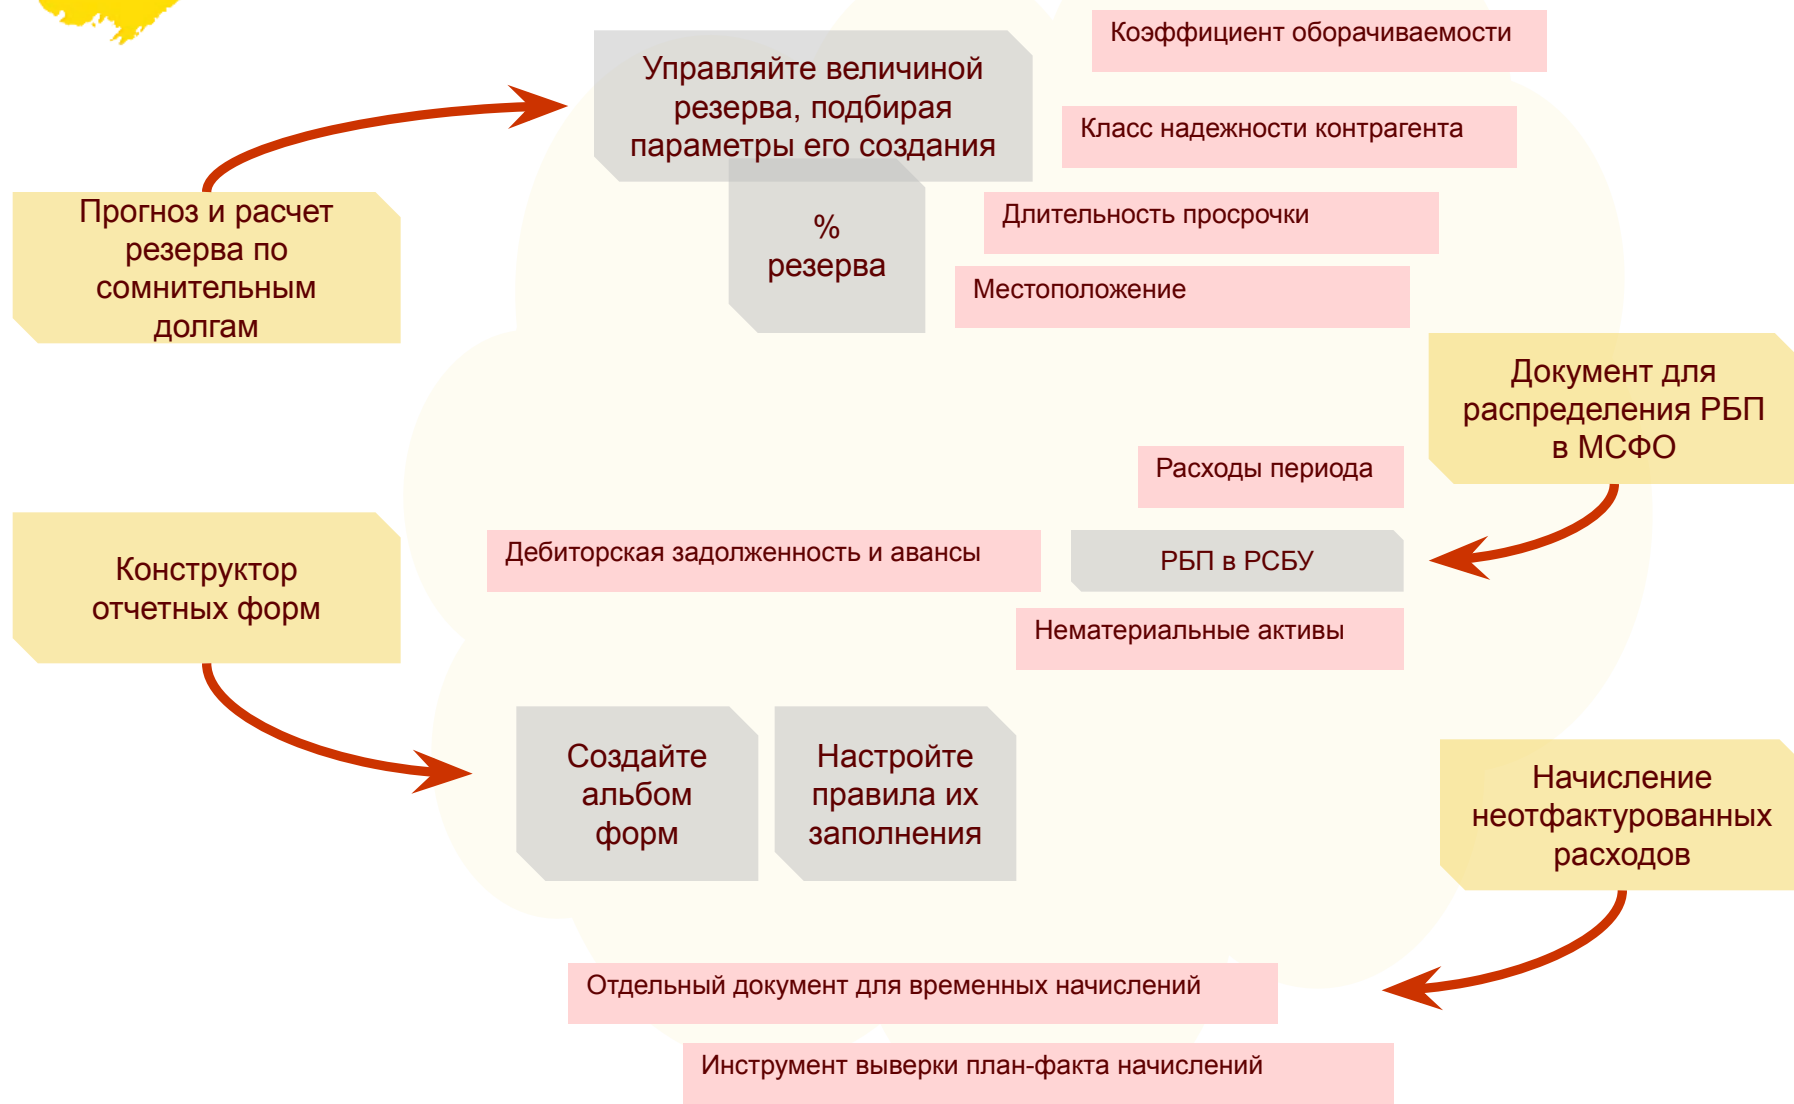 Коэффициент оборачиваемости
Управляйте величиной
резерва, подбирая
параметры его создания
Класс надежности контрагента
Прогноз и расчет
резерва по
сомнительным
долгам
%
резерва
Длительность просрочки
Местоположение
Документ для
распределения РБП
в МСФО
Расходы периода
Дебиторская задолженность и авансы
РБП в РСБУ
Нематериальные активы
Конструктор
отчетных форм
Создайте
альбом
форм
Настройте
правила их
заполнения
Начисление
неотфактурованных
расходов
Отдельный документ для временных начислений
Инструмент выверки план-факта начислений